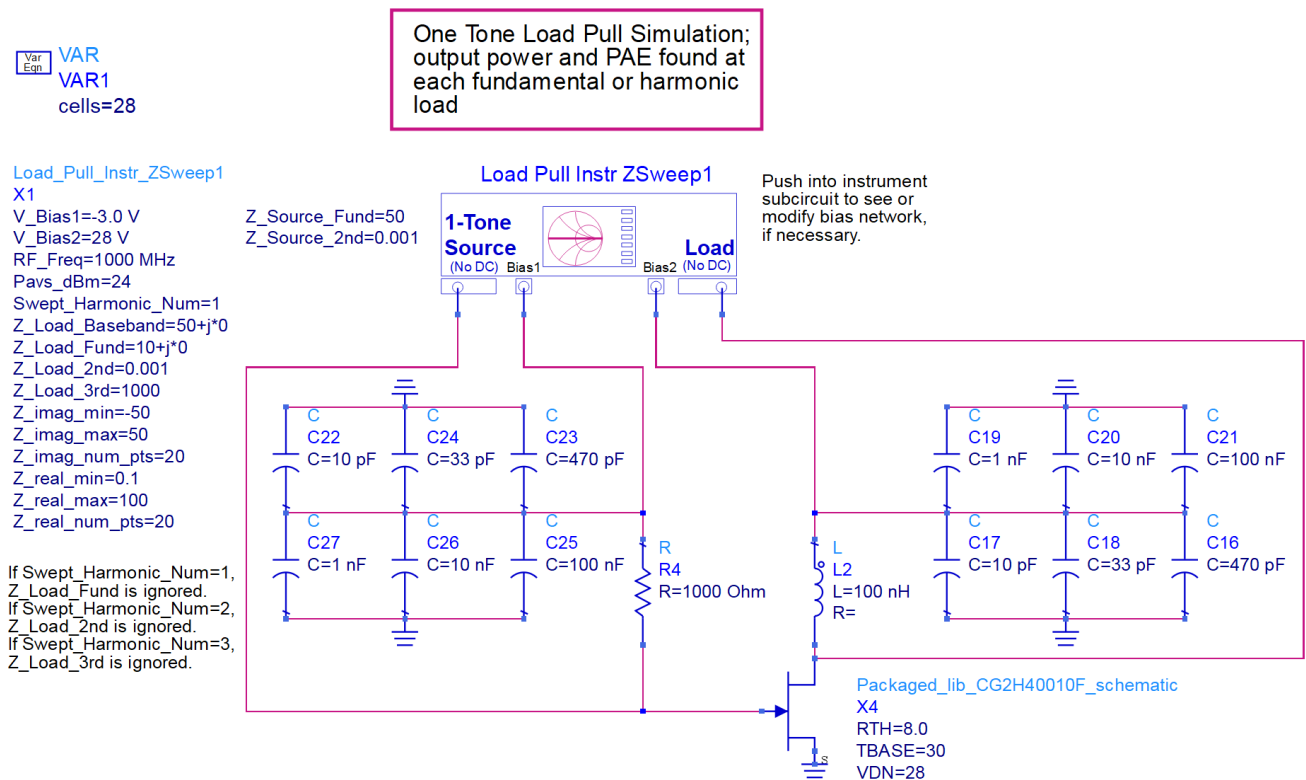 One Tone Load Pull Simulation;
output power and PAE found at
each fundamental or harmonic
load
Var
Eqn
VAR
VAR1
cells=28
Load_Pull_Instr_ZSweep1
X1
V_Bias1=-3.0 V
V_Bias2=28 V
RF_Freq=1000 MHz
Pavs_dBm=24
Swept_Harmonic_Num=1
Z_Load_Baseband=50+j*0
Z_Load_Fund=10+j*0
Z_Load_2nd=0.001
Z_Load_3rd=1000
Z_imag_min=-50
Z_imag_max=50
Z_imag_num_pts=20
Z_real_min=0.1
Z_real_max=100
Z_real_num_pts=20
Z_Source_Fund=50
Z_Source_2nd=0.001
Load Pull Instr ZSweep1
1-Tone
Source
(No DC)
Bias1
Bias2
Load
(No DC)
Push into instrument
subcircuit to see or
modify bias network,
if necessary.
If Swept_Harmonic_Num=1,
Z_Load_Fund is ignored.
If Swept_Harmonic_Num=2,
Z_Load_2nd is ignored.
If Swept_Harmonic_Num=3,
Z_Load_3rd is ignored.
C
C22
C=10 pF
C
C24
C=33 pF
C
C23
C=470 pF
C
C27
C=1 nF
C
C26
C=10 nF
C
C25
C=100 nF
R
R4
R=1000 Ohm
L
L2
L=100 nH
R=
C
C19
C=1 nF
C
C20
C=10 nF
C
C21
C=100 nF
C
C17
C=10 pF
C
C18
C=33 pF
C
C16
C=470 pF
Packaged_lib_CG2H40010F_schematic
X4
RTH=8.0
TBASE=30
VDN=28
S